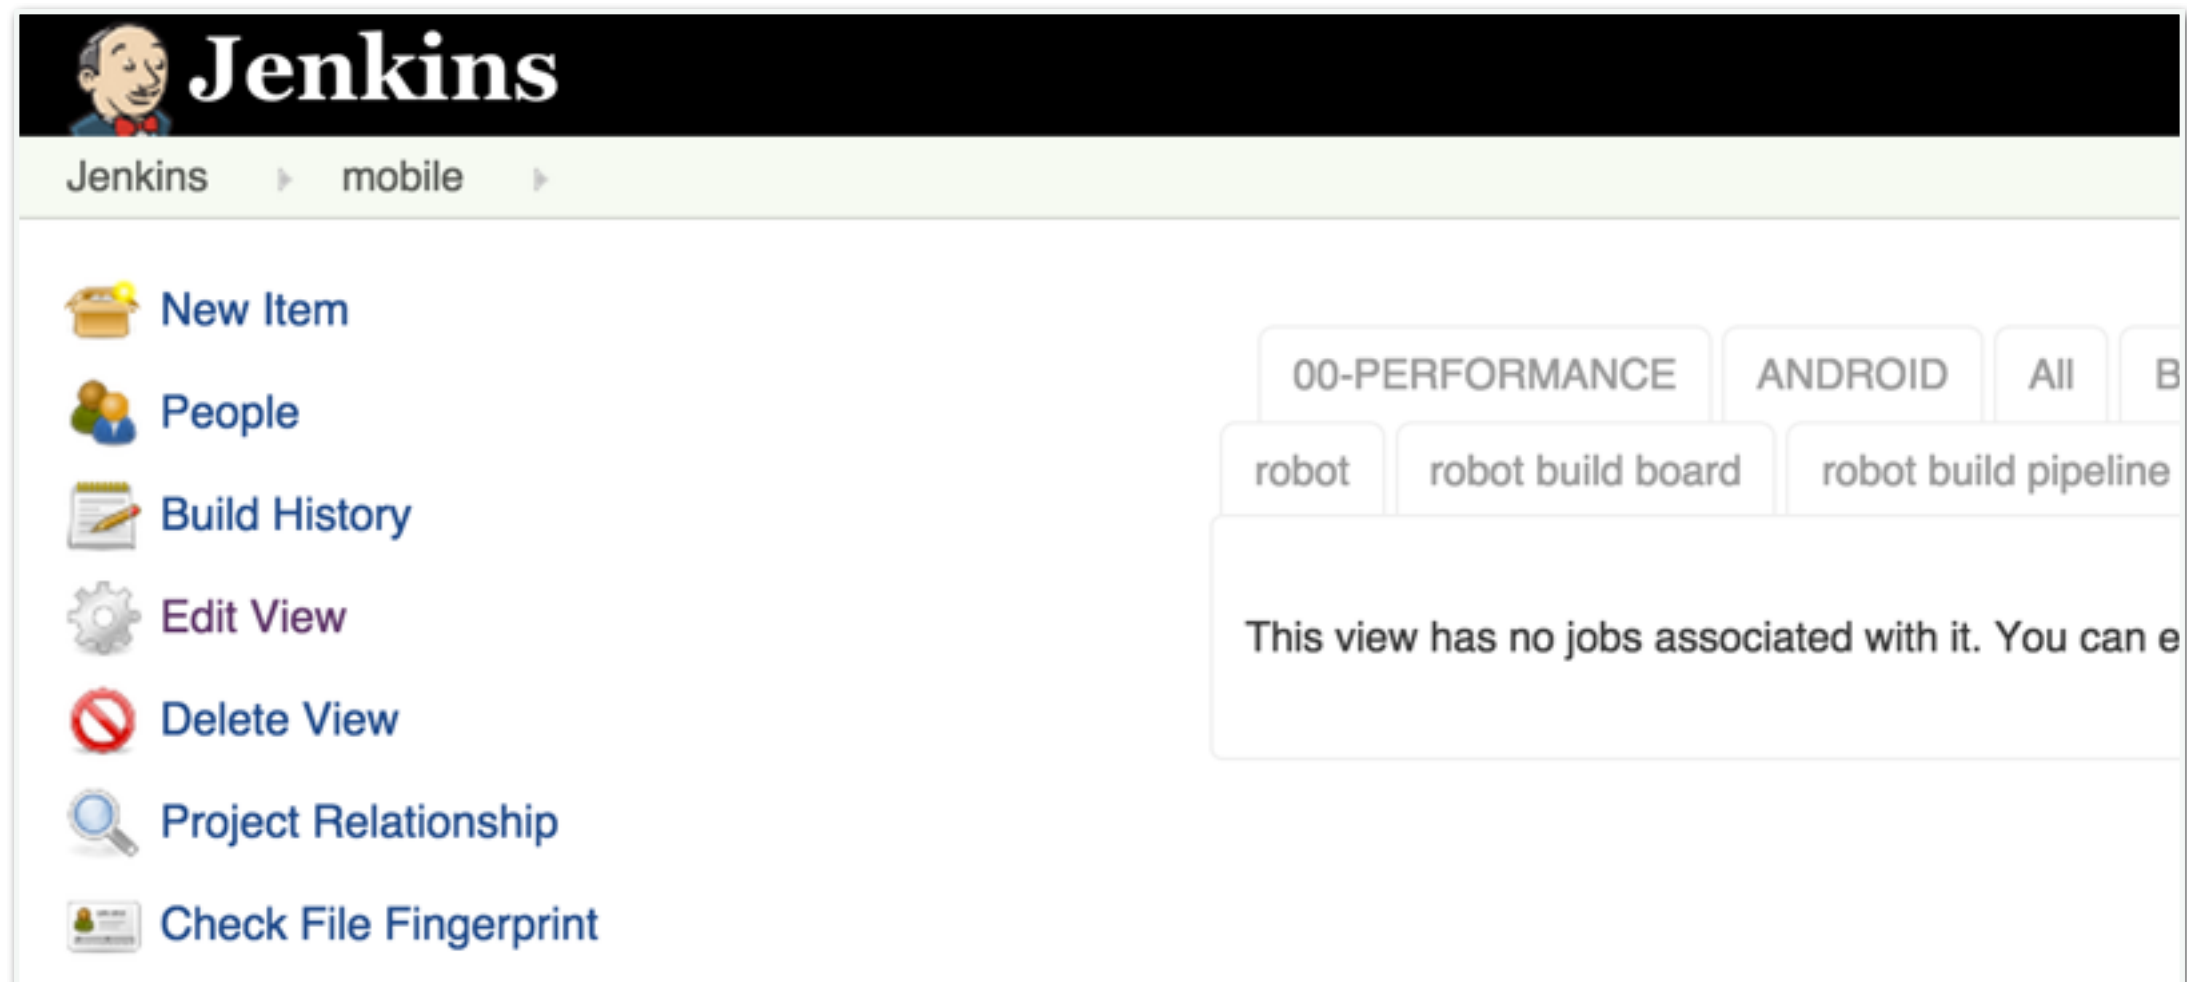 Jenkins
Jenkins mobile
New Item
People
Build History
Edit View
Delete View
Project Relationship
Check File Fingerprint
00-PERFORMANCE ANDROID All B
robot robot build board robot build pipeline
This view has no jobs associated with it. You can e